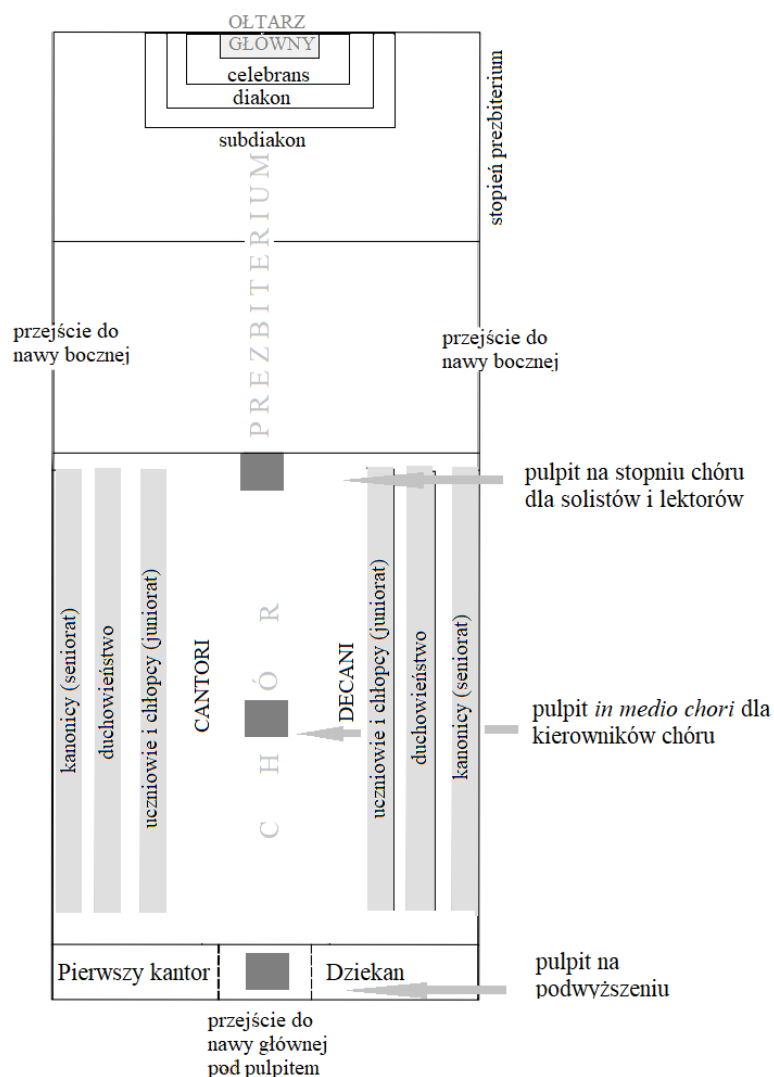 OŁTARZ
GŁÓWNY
celebrans
diakon
subdiakon
stopień prezbiterium
PREZBITERIUM
przejście do
nawy bocznej
przejście do
nawy bocznej
pulpit na stopniu chóru
dla solistów i lektorów
kanonicy (seniorat)
duchowieństwo
uczniowie i chłopcy (juniorat)
CANTORI
CHÓR
DECANI
uczniowie i chłopcy (juniorat)
duchowieństwo
kanonicy (seniorat)
pulpit in medio chori dla
kierowników chóru
Pierwszy kantor
Dziekan
pulpit na
podwyższeniu
przejście do
nawy głównej
pod pulpitem